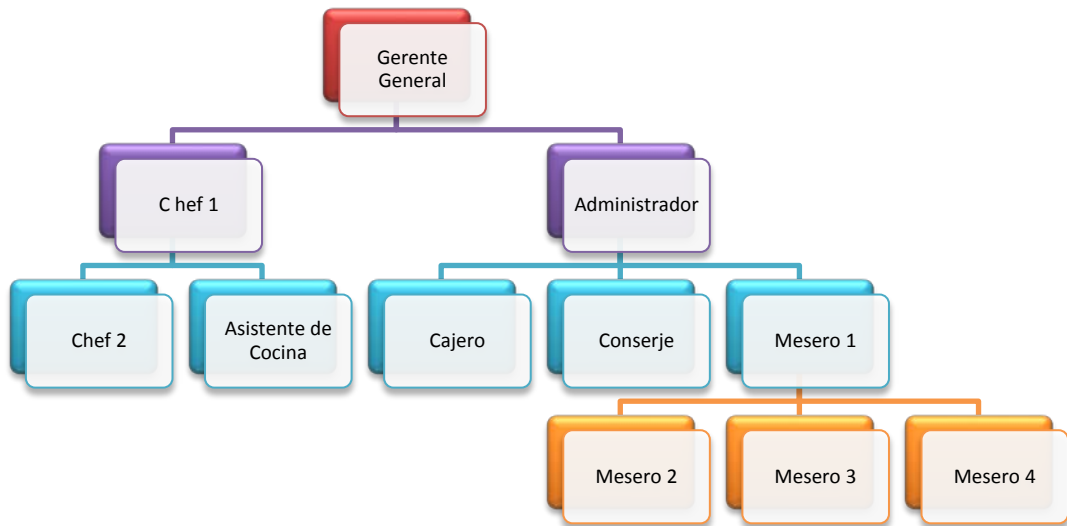 Gerente
General
C hef 1
Administrador
Chef 2
Asistente de
Cocina
Cajero
Conserje
Mesero 1
Mesero 2
Mesero 3
Mesero 4